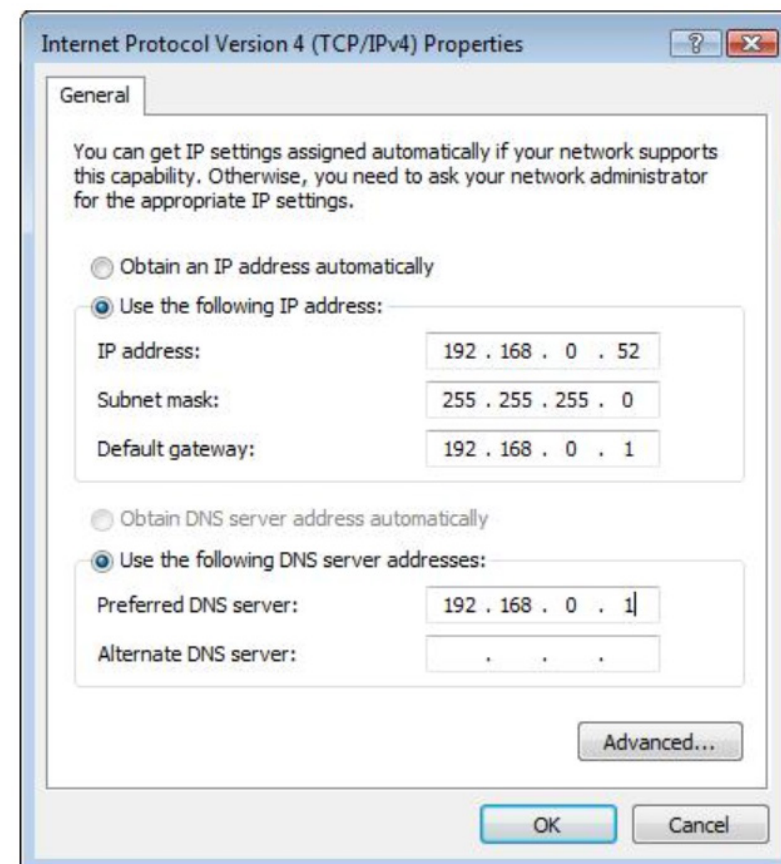 Internet Protocol Version 4 (TCP/IPv4) Properties
General
You can get IP settings assigned automatically if your network supports
this capability. Otherwise, you need to ask your network administrator
for the appropriate IP settings.
Obtain an IP address automatically
Use the following IP address:
IP address: 192 . 168 . 0 . 52
Subnet mask: 255 . 255 . 255 . 0
Default gateway: 192 . 168 . 0 . 1
Obtain DNS server address automatically
Use the following DNS server addresses:
Preferred DNS server: 192 . 168 . 0 . 1
Alternate DNS server: . . .
Advanced...
OK Cancel